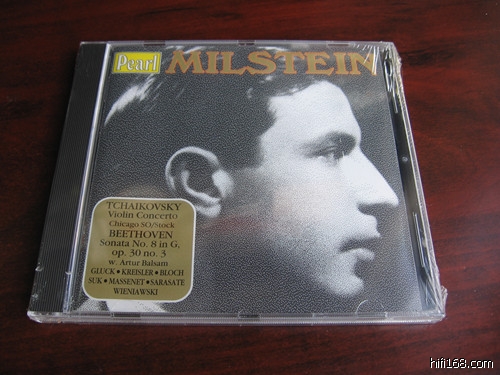 Pearl MILSTEIN
TCHAIKOVSKY
Violin Concerto
Chicago SO/Stock
BEETHOVEN
Sonata No. 8 in G,
op. 30 no. 3
w. Artur Balsam
GLUCK • KREISLER • BLOCH
SUK • MASSENET • SARASATE
WIENIAWSKI
hifi168.com